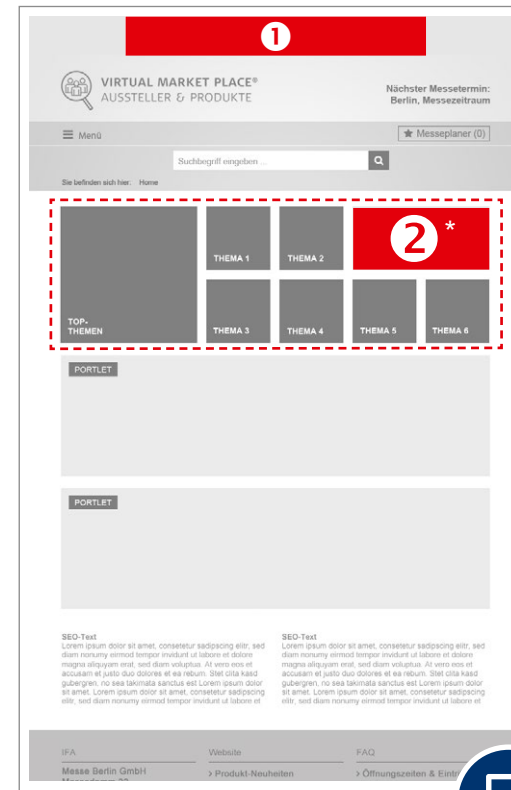 1
VIRTUAL MARKET PLACE®
AUSSTELLER & PRODUKTE
Nächster Messetermin:
Berlin, Messezeitraum
Menü
Messeplaner (0)
Suchbegriff eingeben ...
Sie befinden sich hier: Home
TOP-
THEMEN
THEMA 1
THEMA 2
2*
THEMA 3
THEMA 4
THEMA 5
THEMA 6
PORTLET
PORTLET
SEO-Text
Lorem ipsum dolor sit amet, consetetur sadipscing elitr, sed
diam nonumy eirmod tempor invidunt ut labore et dolore
magna aliquyam erat, sed diam voluptua. At vero eos et
accusam et justo duo dolores et ea rebum. Stet clita kasd
gubergren, no sea takimata sanctus est Lorem ipsum dolor
sit amet. Lorem ipsum dolor sit amet, consetetur sadipscing
elitr, sed diam nonumy eirmod tempor invidunt ut labore et
SEO-Text
Lorem ipsum dolor sit amet, consetetur sadipscing elitr, sed
diam nonumy eirmod tempor invidunt ut labore et dolore
magna aliquyam erat, sed diam voluptua. At vero eos et
accusam et justo duo dolores et ea rebum. Stet clita kasd
gubergren, no sea takimata sanctus est Lorem ipsum dolor
sit amet. Lorem ipsum dolor sit amet, consetetur sadipscing
elitr, sed diam nonumy eirmod tempor invidunt ut labore et
IFA
Messe Berlin GmbH
Website
> Produkt-Neuheiten
FAQ
> Öffnungszeiten &